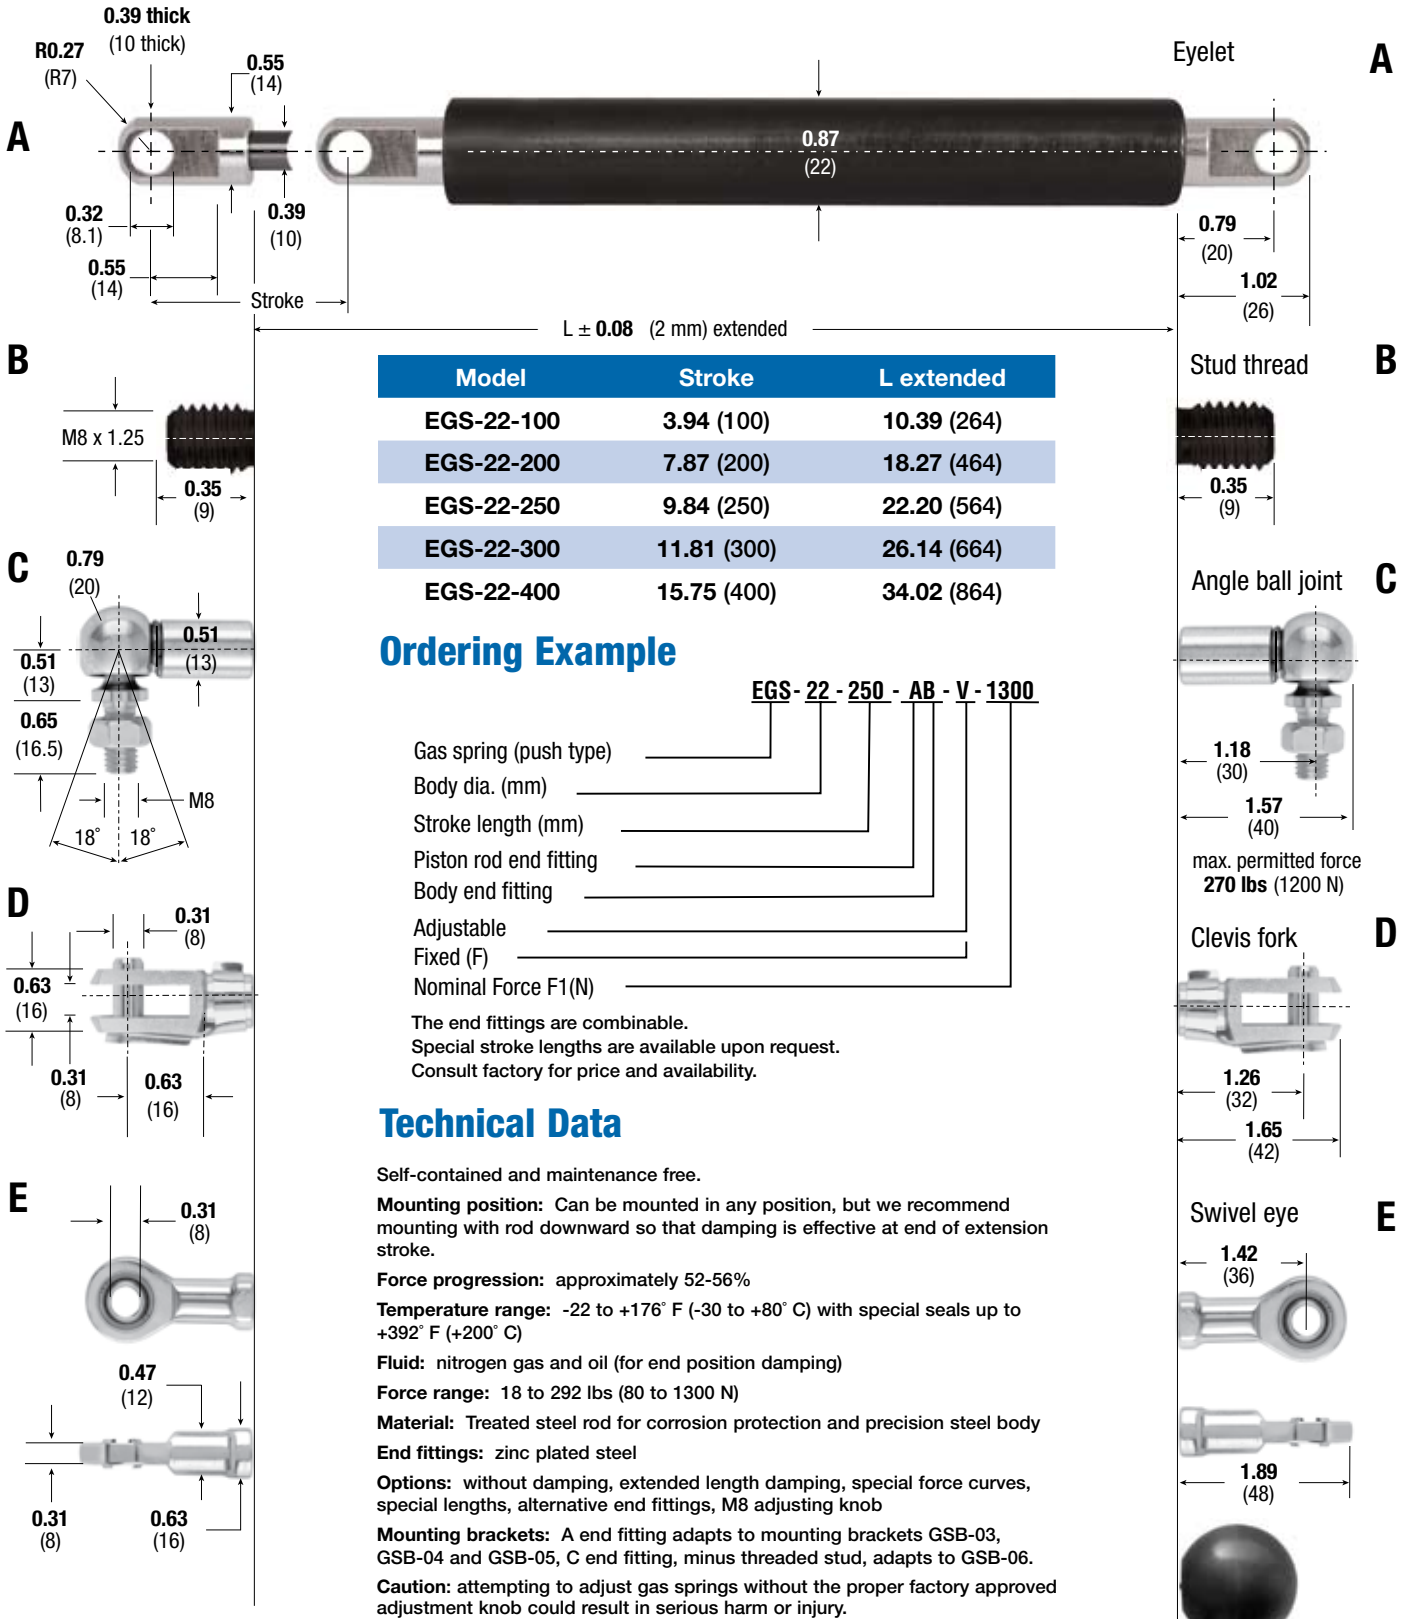 0.39 thick
(10 thick)
R0.27
(R7)
0.55
(14)
Eyelet
A
A
0.87
(22)
0.32
(8.1)
0.39
(10)
0.55
(14)
Stroke
0.79
(20)
1.02
(26)
L ± 0.08 (2 mm) extended
B
Stud thread
B
M8 x 1.25
0.35
(9)
0.35
(9)
Model Stroke L extended
EGS-22-100 3.94 (100) 10.39 (264)
EGS-22-200 7.87 (200) 18.27 (464)
EGS-22-250 9.84 (250) 22.20 (564)
EGS-22-300 11.81 (300) 26.14 (664)
EGS-22-400 15.75 (400) 34.02 (864)
C
0.79
(20)
0.51
(13)
0.51
(13)
0.65
(16.5)
M8
18° 18°
Angle ball joint
C
1.18
(30)
1.57
(40)
max. permitted force
270 lbs (1200 N)
Ordering Example
EGS - 22 - 250 - AB - V - 1300
Gas spring (push type)
Body dia. (mm)
Stroke length (mm)
Piston rod end fitting
Body end fitting
Adjustable
Fixed (F)
Nominal Force F1(N)
The end fittings are combinable.
Special stroke lengths are available upon request.
Consult factory for price and availability.
D
0.31
(8)
0.63
(16)
0.31
(8)
0.63
(16)
Clevis fork
D
1.26
(32)
1.65
(42)
Technical Data
Self-contained and maintenance free.
Mounting position: Can be mounted in any position, but we recommend
mounting with rod downward so that damping is effective at end of extension
stroke.
Force progression: approximately 52-56%
Temperature range: -22 to +176° F (-30 to +80° C) with special seals up to
+392° F (+200° C)
Fluid: nitrogen gas and oil (for end position damping)
Force range: 18 to 292 lbs (80 to 1300 N)
Material: Treated steel rod for corrosion protection and precision steel body
End fittings: zinc plated steel
Options: without damping, extended length damping, special force curves,
special lengths, alternative end fittings, M8 adjusting knob
Mounting brackets: A end fitting adapts to mounting brackets GSB-03,
GSB-04 and GSB-05, C end fitting, minus threaded stud, adapts to GSB-06.
Caution: attempting to adjust gas springs without the proper factory approved
adjustment knob could result in serious harm or injury.
E
0.31
(8)
0.47
(12)
0.31
(8)
0.63
(16)
Swivel eye
E
1.42
(36)
1.89
(48)